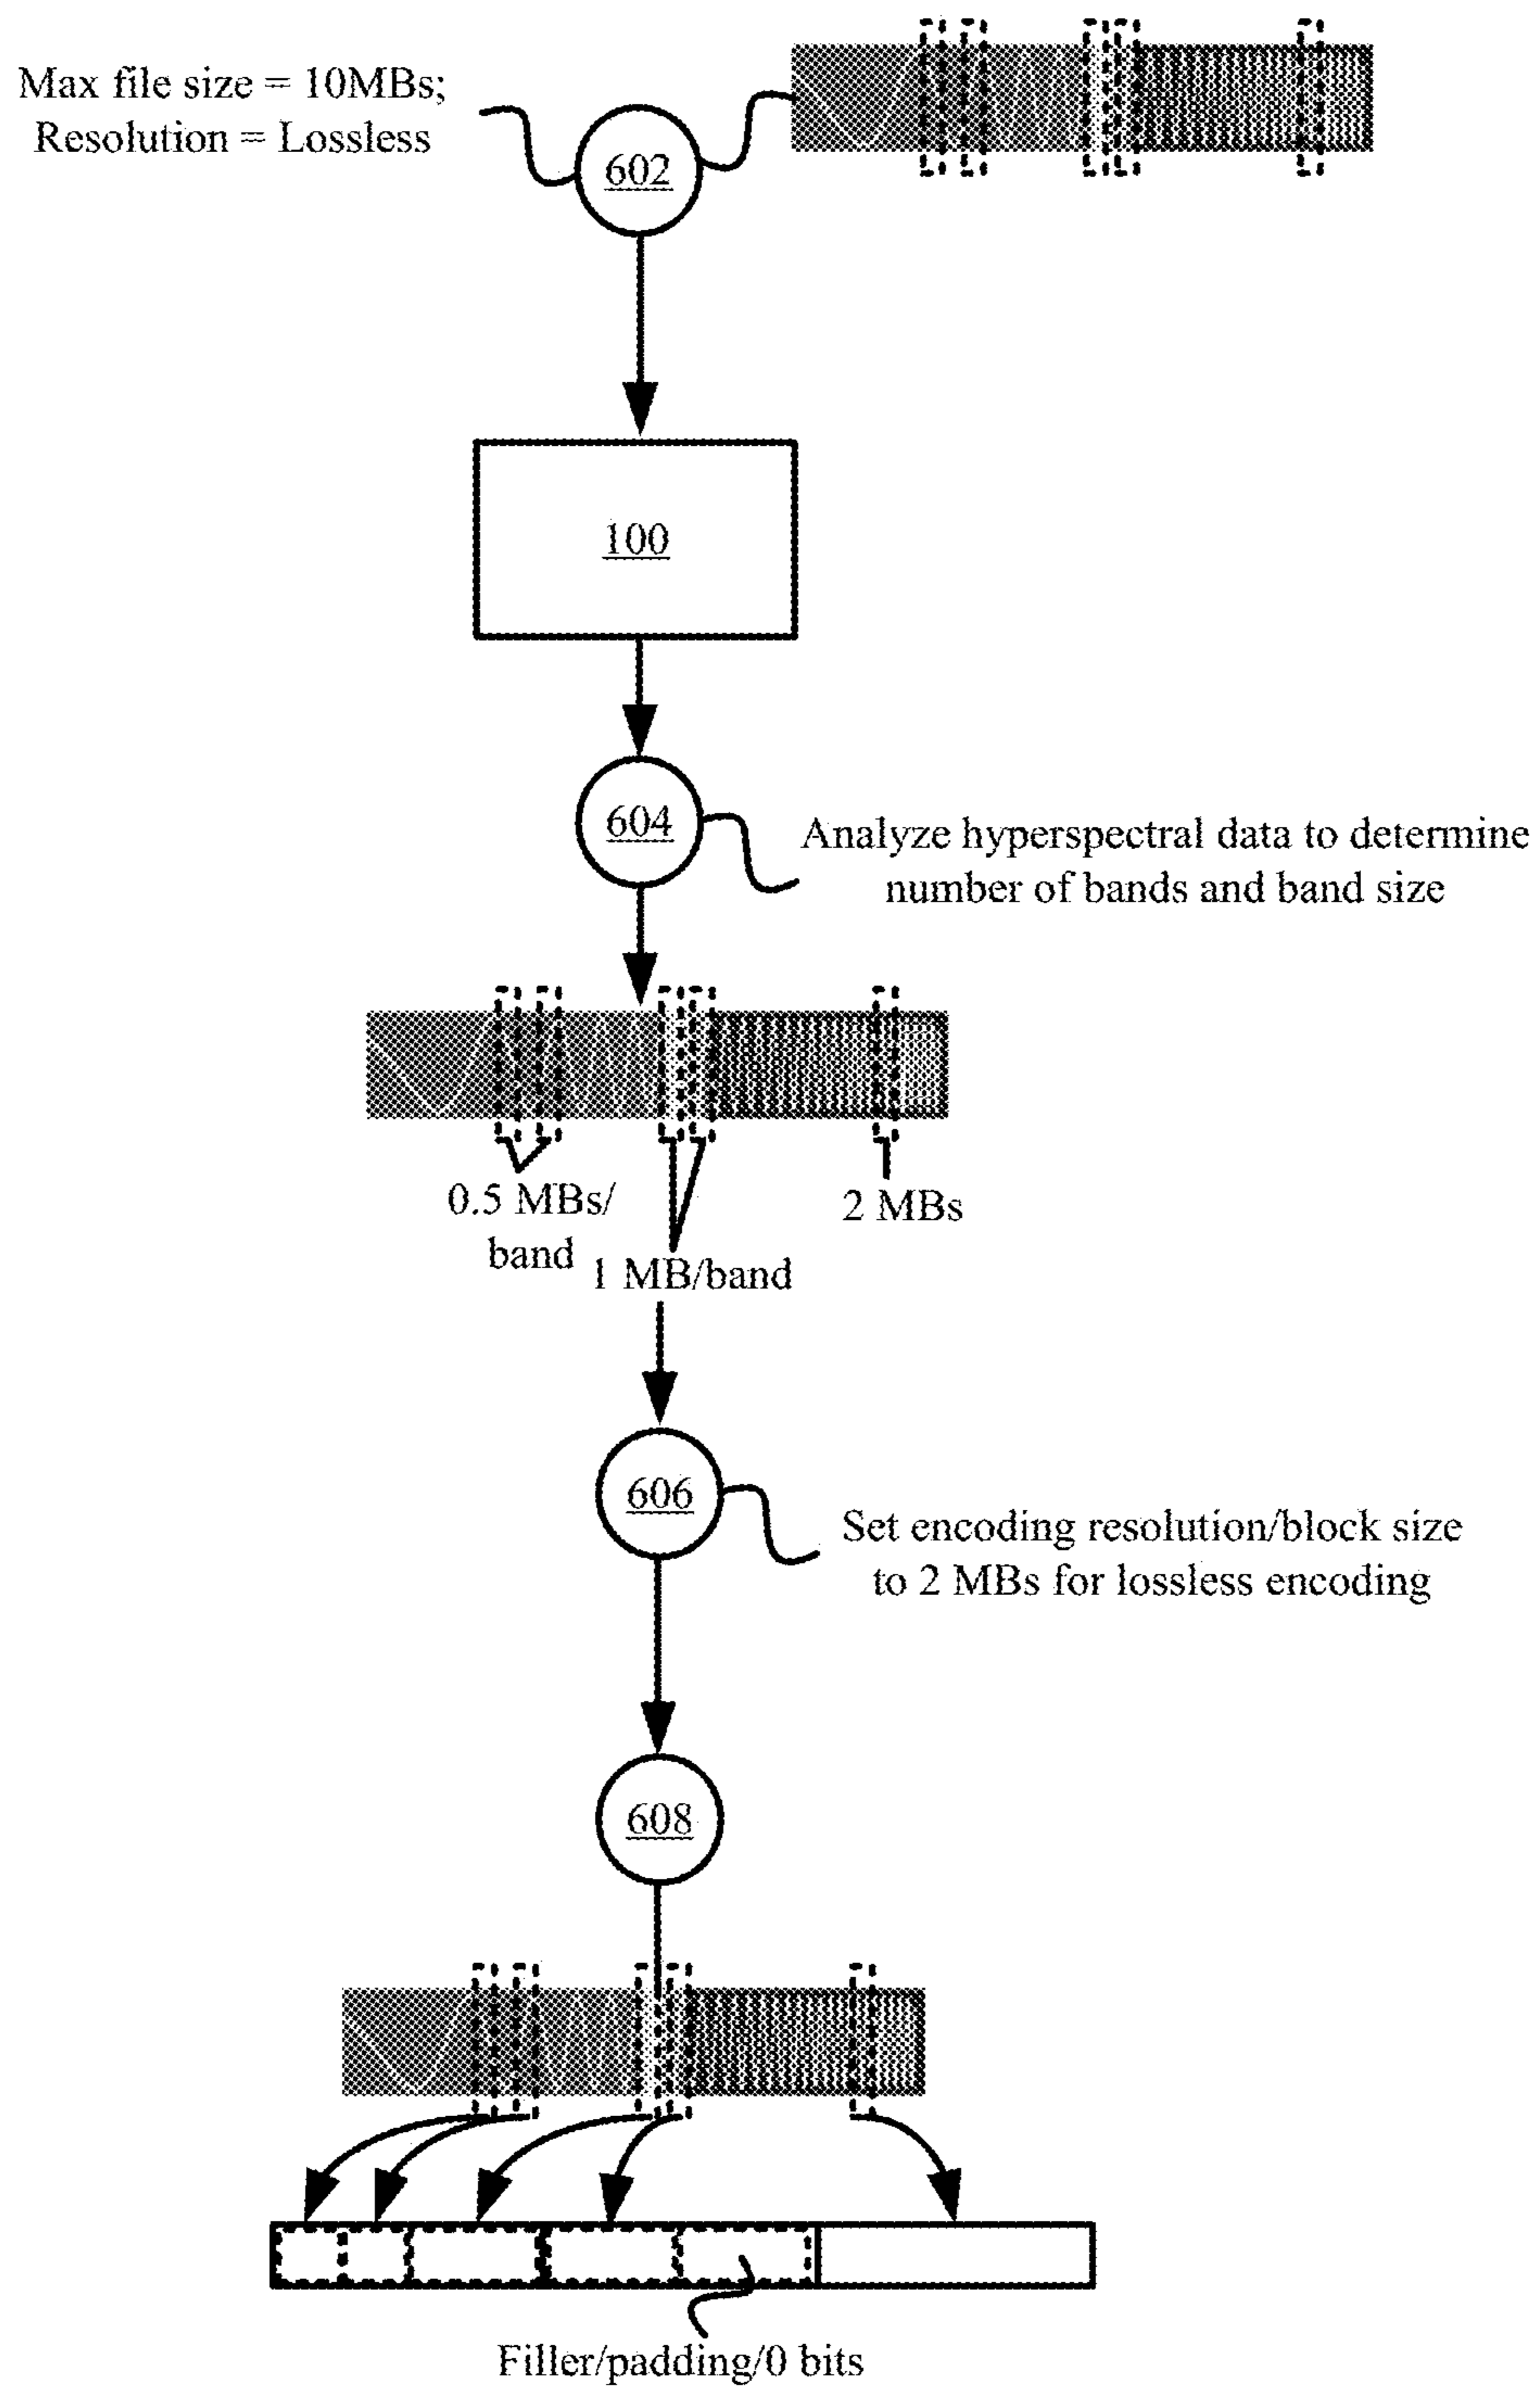 Max file size = 10MBs;
Resolution = Lossless
602
100
604
Analyze hyperspectral data to determine
number of bands and band size
0.5 MBs/
band
1 MB/band
2 MBs
606
Set encoding resolution/block size
to 2 MBs for lossless encoding
608
Filler/padding/0 bits